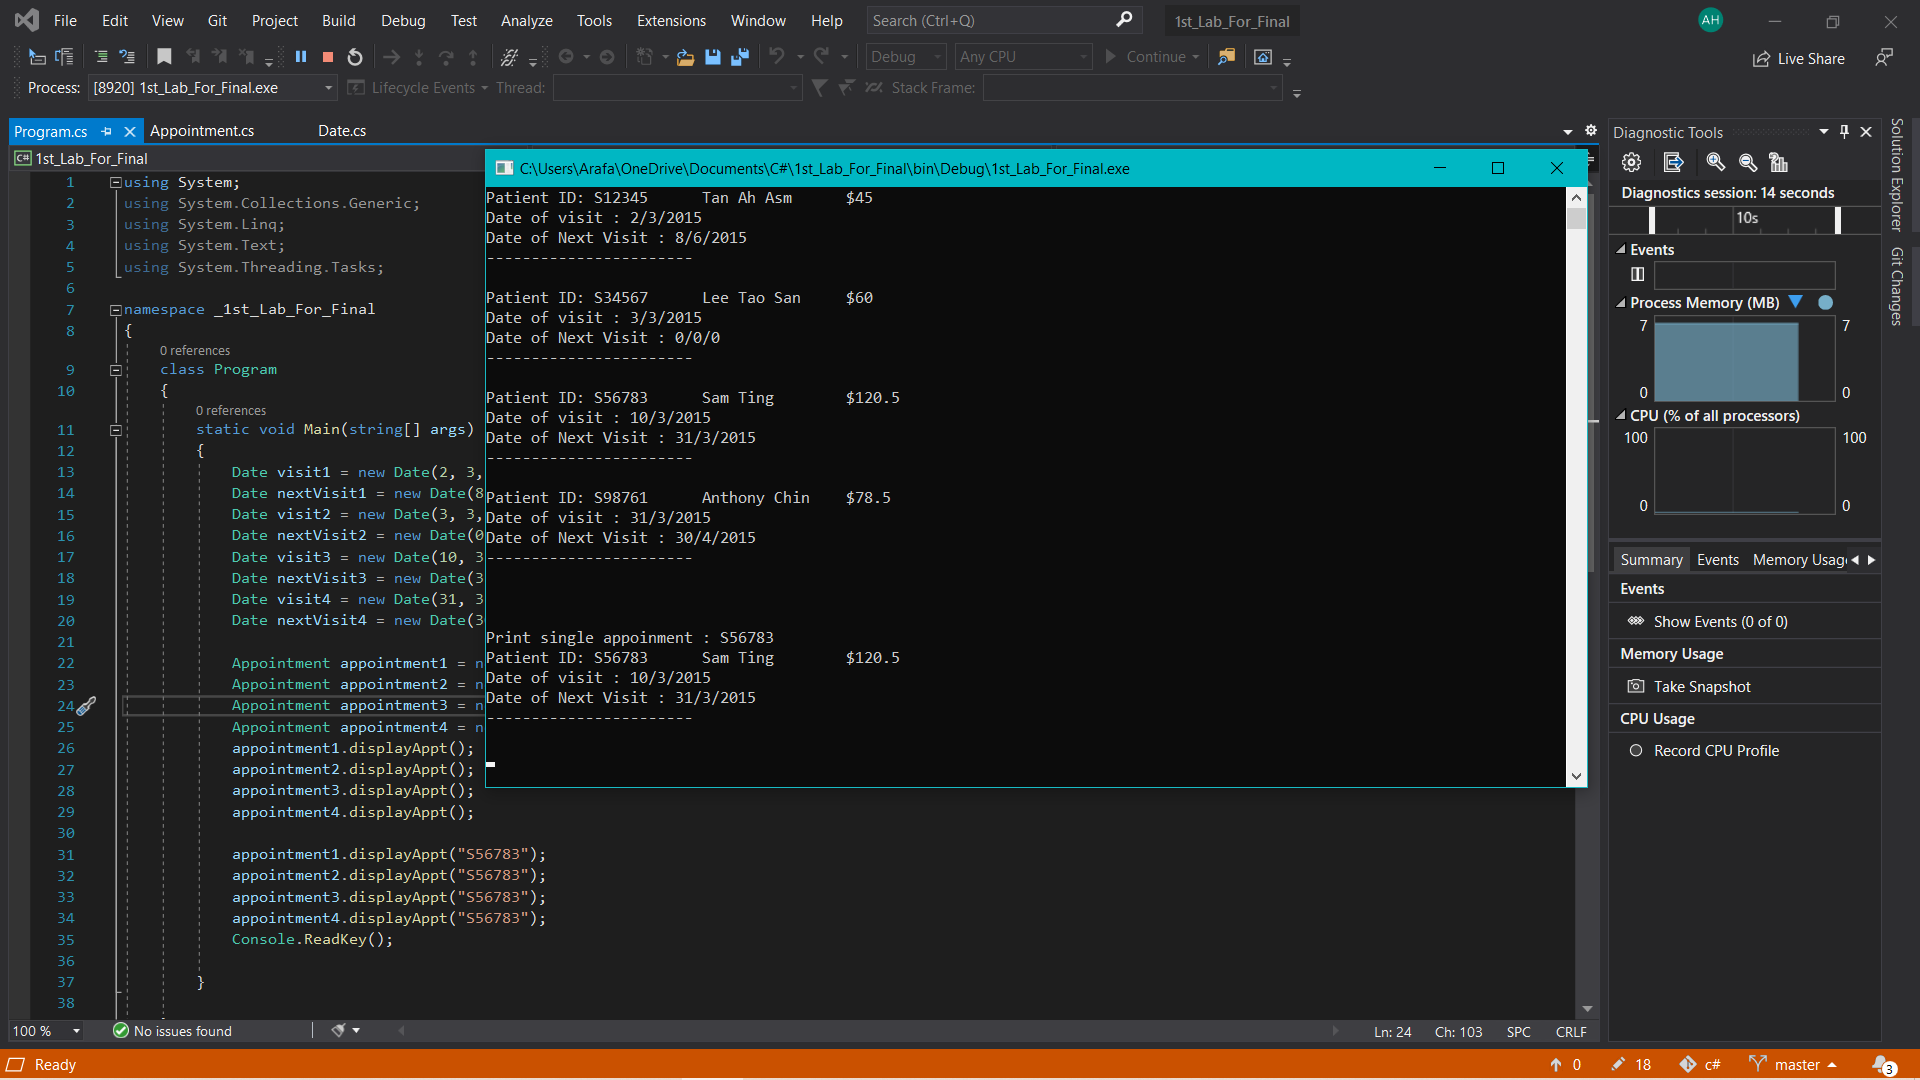 File Edit View Git Project Build Debug Test Analyze Tools Extensions Window Help Search (Ctrl+Q) 1st_Lab_For_Final AH
Debug Any CPU Continue Live Share
Process: [8920] 1st_Lab_For_Final.exe Lifecycle Events Thread: Stack Frame:
Program.cs Appointment.cs Date.cs
C# 1st_Lab_For_Final
1 using System;
2 using System.Collections.Generic;
3 using System.Linq;
4 using System.Text;
5 using System.Threading.Tasks;
6
7 namespace _1st_Lab_For_Final
8 {
0 references
9 class Program
10 {
0 references
11 static void Main(string[] args)
12 {
13 Date visit1 = new Date(2, 3,
14 Date nextVisit1 = new Date(8
15 Date visit2 = new Date(3, 3,
16 Date nextVisit2 = new Date(0
17 Date visit3 = new Date(10, 3
18 Date nextVisit3 = new Date(3
19 Date visit4 = new Date(31, 3
20 Date nextVisit4 = new Date(3
21
22 Appointment appointment1 = n
23 Appointment appointment2 = n
24 Appointment appointment3 = n
25 Appointment appointment4 = n
26 appointment1.displayAppt();
27 appointment2.displayAppt();
28 appointment3.displayAppt();
29 appointment4.displayAppt();
30
31 appointment1.displayAppt("S56783");
32 appointment2.displayAppt("S56783");
33 appointment3.displayAppt("S56783");
34 appointment4.displayAppt("S56783");
35 Console.ReadKey();
36
37 }
38
C:\Users\Arafa\OneDrive\Documents\C#\1st_Lab_For_Final\bin\Debug\1st_Lab_For_Final.exe
Patient ID: S12345 Tan Ah Asm $45
Date of visit : 2/3/2015
Date of Next Visit : 8/6/2015
-----------------------
Patient ID: S34567 Lee Tao San $60
Date of visit : 3/3/2015
Date of Next Visit : 0/0/0
-----------------------
Patient ID: S56783 Sam Ting $120.5
Date of visit : 10/3/2015
Date of Next Visit : 31/3/2015
-----------------------
Patient ID: S98761 Anthony Chin $78.5
Date of visit : 31/3/2015
Date of Next Visit : 30/4/2015
-----------------------
Print single appoinment : S56783
Patient ID: S56783 Sam Ting $120.5
Date of visit : 10/3/2015
Date of Next Visit : 31/3/2015
-----------------------
Diagnostic Tools
Diagnostics session: 14 seconds
10s
Events
Process Memory (MB)
7 7
0 0
CPU (% of all processors)
100 100
0 0
Summary Events Memory Usag
Events
Show Events (0 of 0)
Memory Usage
Take Snapshot
CPU Usage
Record CPU Profile
Solution Explorer
Git Changes
100 % No issues found Ln: 24 Ch: 103 SPC CRLF
Ready 0 18 c# master 3